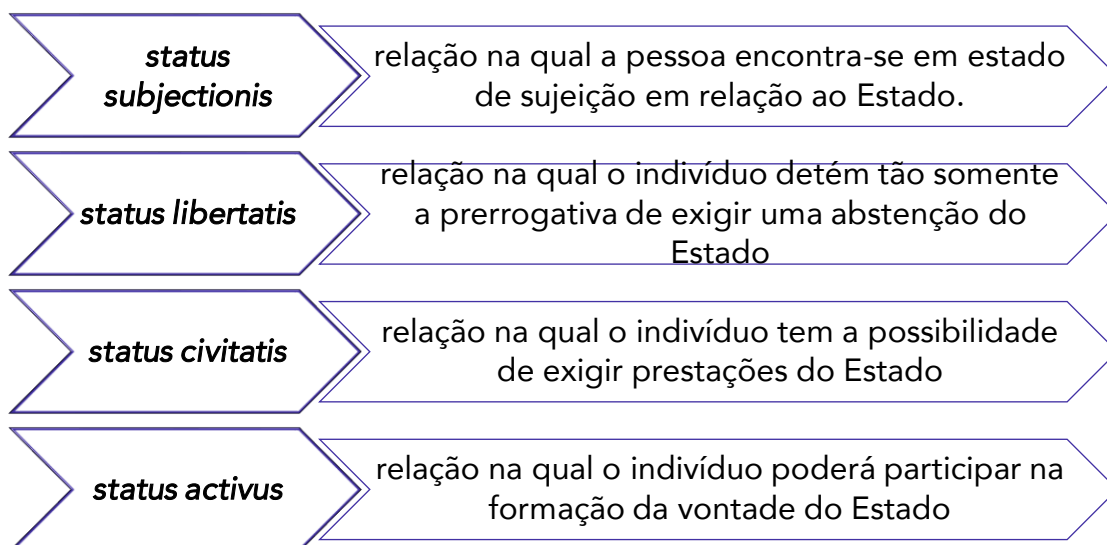 status
subjectionis
relação na qual a pessoa encontra-se em estado
de sujeição em relação ao Estado.
status libertatis
relação na qual o indivíduo detém tão somente
a prerrogativa de exigir uma abstenção do
Estado
status civitatis
relação na qual o indivíduo tem a possibilidade
de exigir prestações do Estado
status activus
relação na qual o indivíduo poderá participar na
formação da vontade do Estado